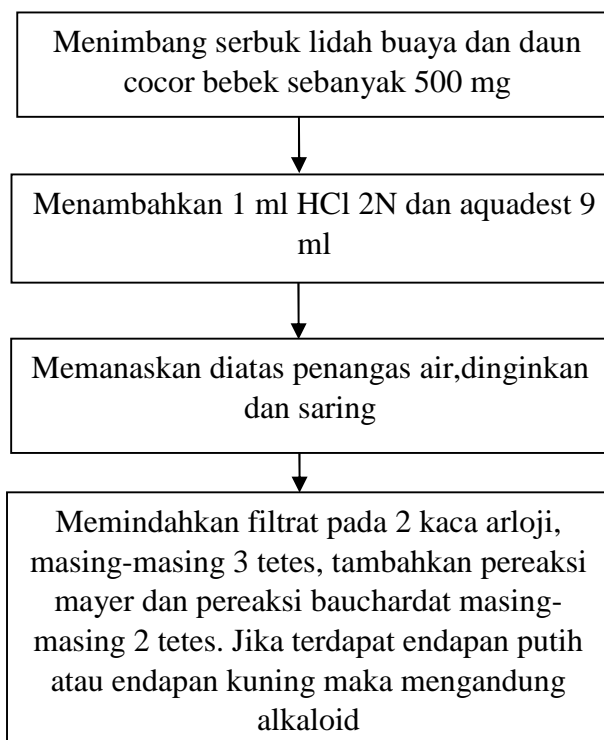 Menimbang serbuk lidah buaya dan daun
cocor bebek sebanyak 500 mg
Menambahkan 1 ml HCl 2N dan aquadest 9
ml
Memanaskan diatas penangas air,dinginkan
dan saring
Memindahkan filtrat pada 2 kaca arloji,
masing-masing 3 tetes, tambahkan pereaksi
mayer dan pereaksi bauchardat masing-
masing 2 tetes. Jika terdapat endapan putih
atau endapan kuning maka mengandung
alkaloid